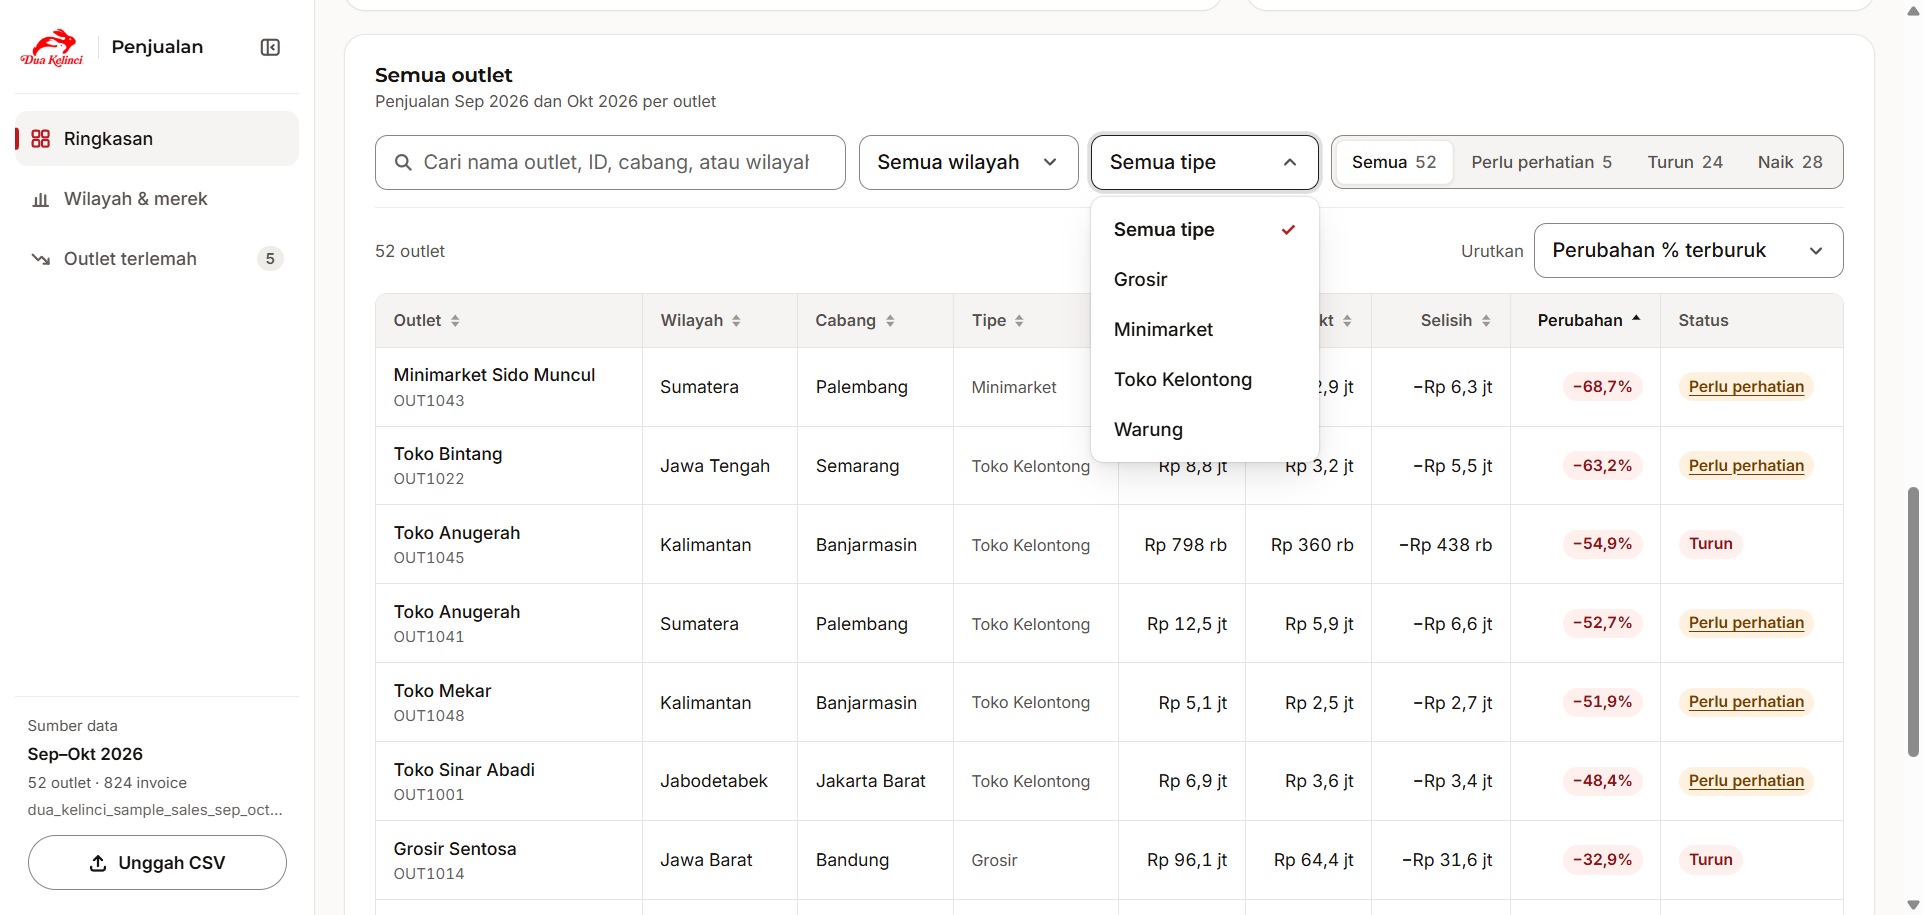 Dua Kelinci
Penjualan
Ringkasan
Wilayah & merek
Outlet terlemah 5
Sumber data
Sep–Okt 2026
52 outlet · 824 invoice
dua_kelinci_sample_sales_sep_oct...
Unggah CSV
Semua outlet
Penjualan Sep 2026 dan Okt 2026 per outlet
Cari nama outlet, ID, cabang, atau wilayah
Semua wilayah
Semua tipe
Semua 52
Perlu perhatian 5
Turun 24
Naik 28
Semua tipe
Grosir
Minimarket
Toko Kelontong
Warung
52 outlet
Urutkan
Perubahan % terburuk
Outlet Wilayah Cabang Tipe kt Selisih Perubahan Status
Minimarket Sido Muncul
OUT1043
Sumatera Palembang Minimarket 2,9 jt −Rp 6,3 jt −68,7% Perlu perhatian
Toko Bintang
OUT1022
Jawa Tengah Semarang Toko Kelontong Rp 8,8 jt Rp 3,2 jt −Rp 5,5 jt −63,2% Perlu perhatian
Toko Anugerah
OUT1045
Kalimantan Banjarmasin Toko Kelontong Rp 798 rb Rp 360 rb −Rp 438 rb −54,9% Turun
Toko Anugerah
OUT1041
Sumatera Palembang Toko Kelontong Rp 12,5 jt Rp 5,9 jt −Rp 6,6 jt −52,7% Perlu perhatian
Toko Mekar
OUT1048
Kalimantan Banjarmasin Toko Kelontong Rp 5,1 jt Rp 2,5 jt −Rp 2,7 jt −51,9% Perlu perhatian
Toko Sinar Abadi
OUT1001
Jabodetabek Jakarta Barat Toko Kelontong Rp 6,9 jt Rp 3,6 jt −Rp 3,4 jt −48,4% Perlu perhatian
Grosir Sentosa
OUT1014
Jawa Barat Bandung Grosir Rp 96,1 jt Rp 64,4 jt −Rp 31,6 jt −32,9% Turun